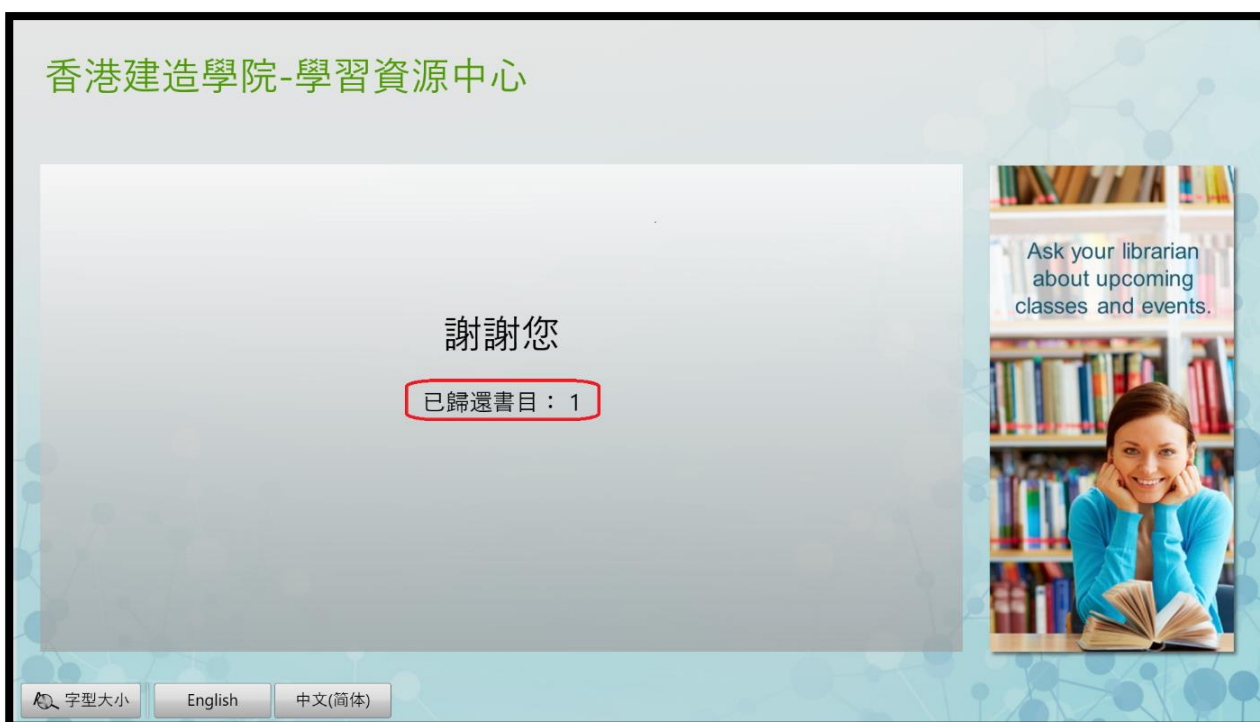 香港建造學院-學習資源中心
謝謝您
已歸還書目： 1
Ask your librarian
about upcoming
classes and events.
字型大小
English
中文(简体)